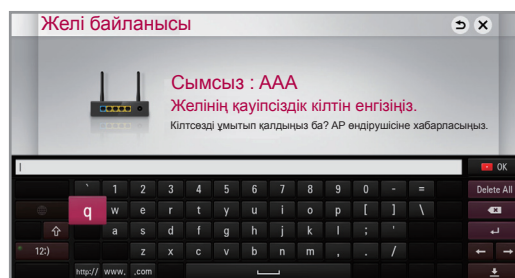 Желі байланысы
Сымсыз : AAA
Желінің қауіпсіздік кілтін енгізіңіз.
Кілтсөзді ұмытып қалдыңыз ба? AP өндірушісіне хабарласыңыз.
OK
` 1 2 3 4 5 6 7 8 9 0 - = Delete All
q w e r t y u i o p [ ] \
a s d f g h j k l ; '
12:) z x c v b n m , . /
http:// www. .com